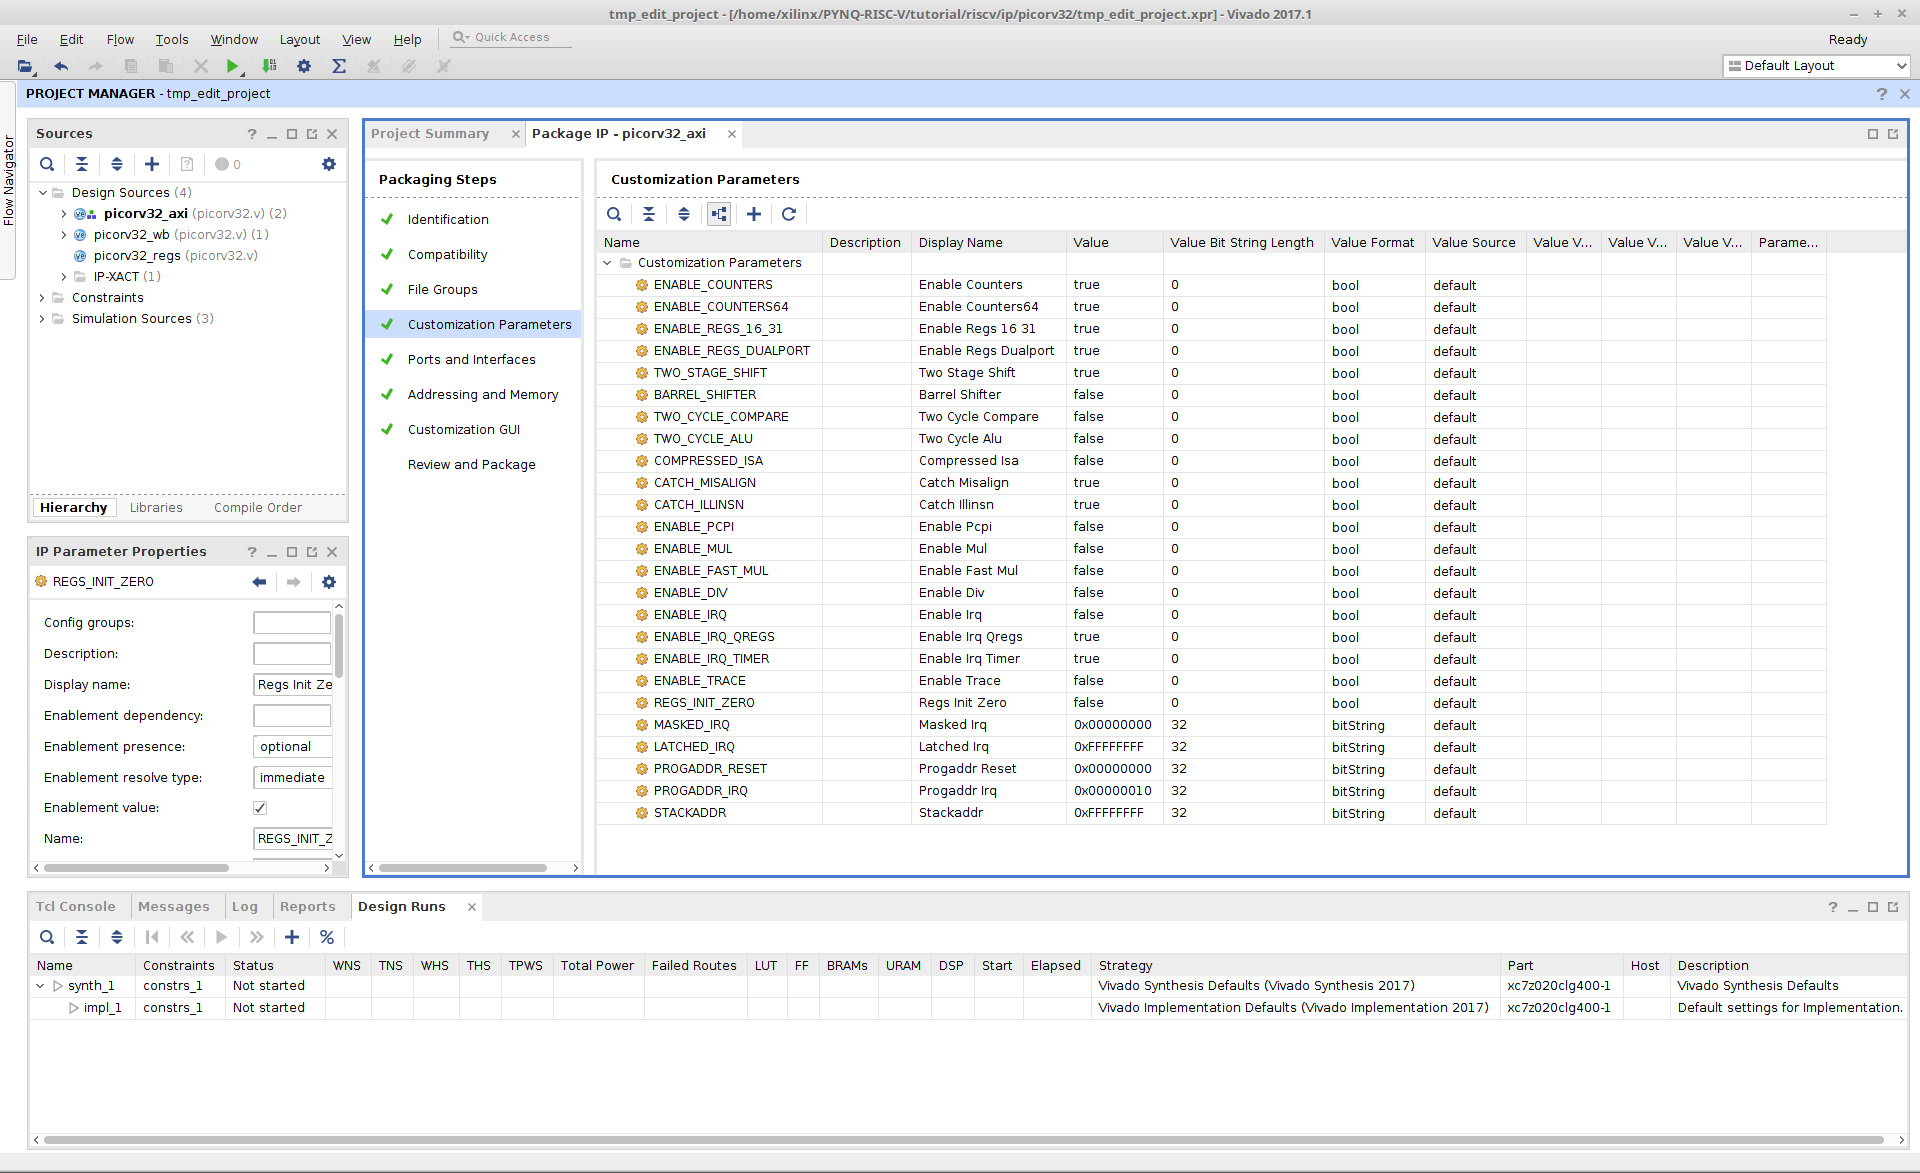 tmp_edit_project - [/home/xilinx/PYNQ-RISC-V/tutorial/riscv/ip/picorv32/tmp_edit_project.xpr] - Vivado 2017.1
File Edit Flow Tools Window Layout View Help Quick Access Ready
Default Layout
PROJECT MANAGER - tmp_edit_project
Flow Navigator
Sources
0
Design Sources (4)
picorv32_axi (picorv32.v) (2)
picorv32_wb (picorv32.v) (1)
picorv32_regs (picorv32.v)
IP-XACT (1)
Constraints
Simulation Sources (3)
Hierarchy Libraries Compile Order
IP Parameter Properties
REGS_INIT_ZERO
Config groups:
Description:
Display name: Regs Init Ze
Enablement dependency:
Enablement presence: optional
Enablement resolve type: immediate
Enablement value:
Name: REGS_INIT_Z
Project Summary Package IP - picorv32_axi
Packaging Steps
Identification
Compatibility
File Groups
Customization Parameters
Ports and Interfaces
Addressing and Memory
Customization GUI
Review and Package
Customization Parameters
Name Description Display Name Value Value Bit String Length Value Format Value Source Value V... Value V... Value V... Parame...
Customization Parameters
ENABLE_COUNTERS Enable Counters true 0 bool default
ENABLE_COUNTERS64 Enable Counters64 true 0 bool default
ENABLE_REGS_16_31 Enable Regs 16 31 true 0 bool default
ENABLE_REGS_DUALPORT Enable Regs Dualport true 0 bool default
TWO_STAGE_SHIFT Two Stage Shift true 0 bool default
BARREL_SHIFTER Barrel Shifter false 0 bool default
TWO_CYCLE_COMPARE Two Cycle Compare false 0 bool default
TWO_CYCLE_ALU Two Cycle Alu false 0 bool default
COMPRESSED_ISA Compressed Isa false 0 bool default
CATCH_MISALIGN Catch Misalign true 0 bool default
CATCH_ILLINSN Catch Illinsn true 0 bool default
ENABLE_PCPI Enable Pcpi false 0 bool default
ENABLE_MUL Enable Mul false 0 bool default
ENABLE_FAST_MUL Enable Fast Mul false 0 bool default
ENABLE_DIV Enable Div false 0 bool default
ENABLE_IRQ Enable Irq false 0 bool default
ENABLE_IRQ_QREGS Enable Irq Qregs true 0 bool default
ENABLE_IRQ_TIMER Enable Irq Timer true 0 bool default
ENABLE_TRACE Enable Trace false 0 bool default
REGS_INIT_ZERO Regs Init Zero false 0 bool default
MASKED_IRQ Masked Irq 0x00000000 32 bitString default
LATCHED_IRQ Latched Irq 0xFFFFFFFF 32 bitString default
PROGADDR_RESET Progaddr Reset 0x00000000 32 bitString default
PROGADDR_IRQ Progaddr Irq 0x00000010 32 bitString default
STACKADDR Stackaddr 0xFFFFFFFF 32 bitString default
Tcl Console Messages Log Reports Design Runs
Name Constraints Status WNS TNS WHS THS TPWS Total Power Failed Routes LUT FF BRAMs URAM DSP Start Elapsed Strategy Part Host Description
synth_1 constrs_1 Not started Vivado Synthesis Defaults (Vivado Synthesis 2017) xc7z020clg400-1 Vivado Synthesis Defaults
impl_1 constrs_1 Not started Vivado Implementation Defaults (Vivado Implementation 2017) xc7z020clg400-1 Default settings for Implementation.